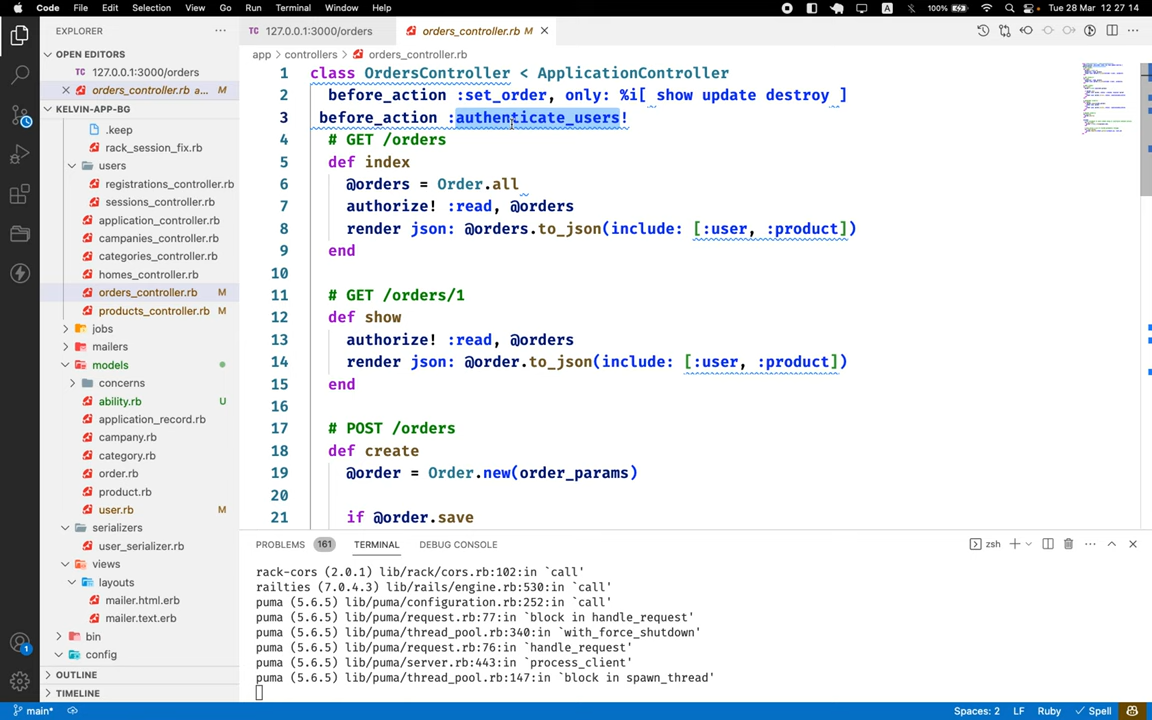 Code File Edit Selection View Go Run Terminal Window Help
A 100% Tue 28 Mar 12 27 14
EXPLORER ...
OPEN EDITORS
127.0.0.1:3000/orders
orders_controller.rb a... M
KELVIN-APP-BG
.keep
rack_session_fix.rb
users
registrations_controller.rb
sessions_controller.rb
application_controller.rb
campanies_controller.rb
categories_controller.rb
homes_controller.rb
orders_controller.rb M
products_controller.rb M
jobs
mailers
models
concerns
ability.rb U
application_record.rb
campany.rb
category.rb
order.rb
product.rb
user.rb M
serializers
user_serializer.rb
views
layouts
mailer.html.erb
mailer.text.erb
bin
config
OUTLINE
TIMELINE
127.0.0.1:3000/orders
orders_controller.rb M
app > controllers > orders_controller.rb
1 class OrdersController < ApplicationController
2 before_action :set_order, only: %i[ show update destroy ]
3 before_action :authenticate_users!
4 # GET /orders
5 def index
6 @orders = Order.all
7 authorize! :read, @orders
8 render json: @orders.to_json(include: [:user, :product])
9 end
10
11 # GET /orders/1
12 def show
13 authorize! :read, @orders
14 render json: @order.to_json(include: [:user, :product])
15 end
16
17 # POST /orders
18 def create
19 @order = Order.new(order_params)
20
21 if @order.save
PROBLEMS 161 TERMINAL DEBUG CONSOLE
zsh
rack-cors (2.0.1) lib/rack/cors.rb:102:in `call'
railties (7.0.4.3) lib/rails/engine.rb:530:in `call'
puma (5.6.5) lib/puma/configuration.rb:252:in `call'
puma (5.6.5) lib/puma/request.rb:77:in `block in handle_request'
puma (5.6.5) lib/puma/thread_pool.rb:340:in `with_force_shutdown'
puma (5.6.5) lib/puma/request.rb:76:in `handle_request'
puma (5.6.5) lib/puma/server.rb:443:in `process_client'
puma (5.6.5) lib/puma/thread_pool.rb:147:in `block in spawn_thread'
1
main* Spaces: 2 LF Ruby Spell